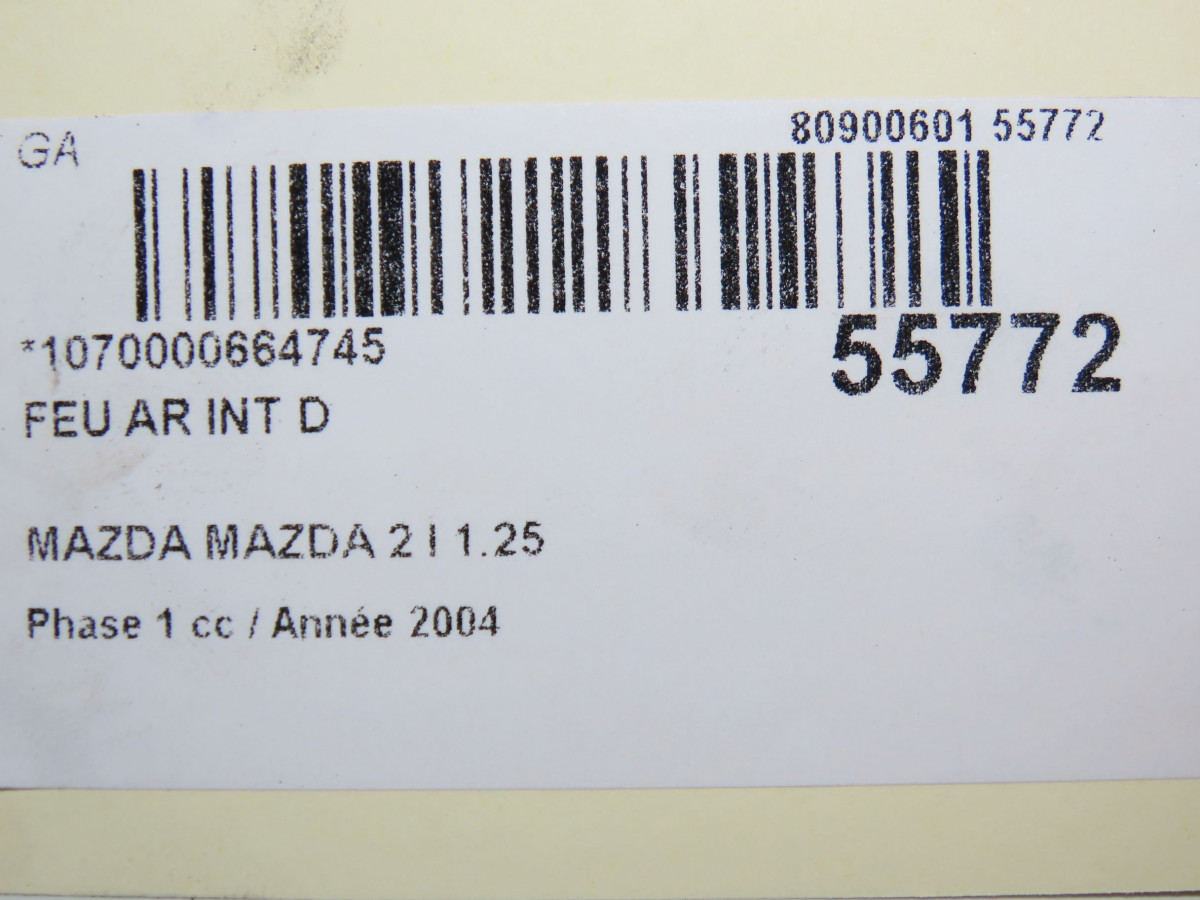 GA
80900601 55772
*1070000664745
55772
FEU AR INT D
MAZDA MAZDA 2 I 1.25
Phase 1 cc / Année 2004